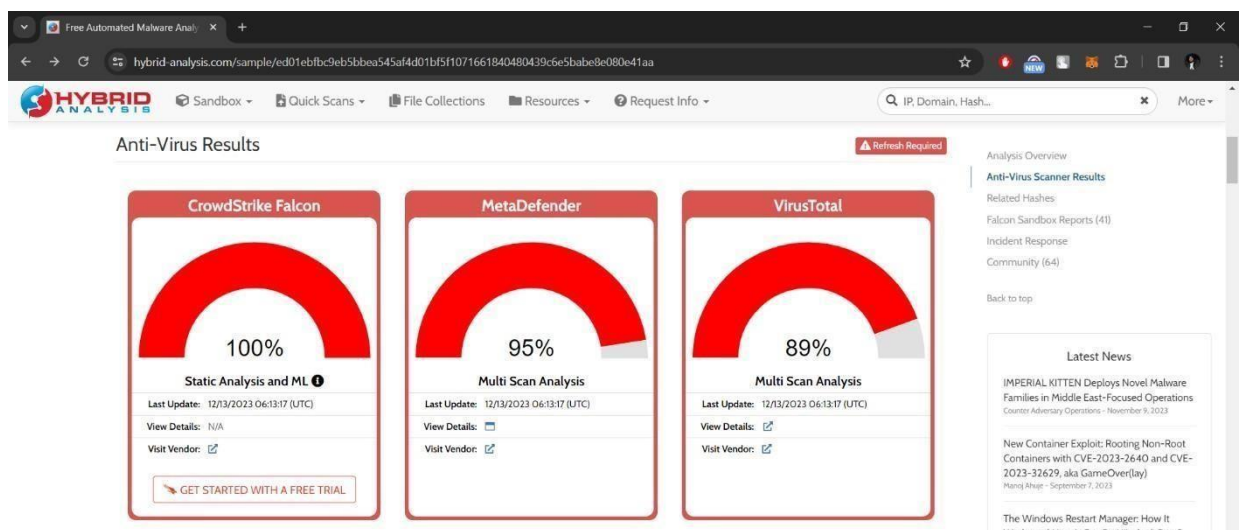 Free Automated Malware Analy
hybrid-analysis.com/sample/ed01ebfbc9eb5bbea545af4d01bf5f1071661840480439c6e5babe8e080e41aa
NEW
HYBRID
ANALYSIS
Sandbox
Quick Scans
File Collections
Resources
Request Info
IP, Domain, Hash...
More
Anti-Virus Results
Refresh Required
CrowdStrike Falcon
100%
Static Analysis and ML
Last Update: 12/13/2023 06:13:17 (UTC)
View Details: N/A
Visit Vendor:
GET STARTED WITH A FREE TRIAL
MetaDefender
95%
Multi Scan Analysis
Last Update: 12/13/2023 06:13:17 (UTC)
View Details:
Visit Vendor:
VirusTotal
89%
Multi Scan Analysis
Last Update: 12/13/2023 06:13:17 (UTC)
View Details:
Visit Vendor:
Analysis Overview
Anti-Virus Scanner Results
Related Hashes
Falcon Sandbox Reports (41)
Incident Response
Community (64)
Back to top
Latest News
IMPERIAL KITTEN Deploys Novel Malware
Families in Middle East-Focused Operations
Counter Adversary Operations - November 9, 2023
New Container Exploit: Rooting Non-Root
Containers with CVE-2023-2640 and CVE-
2023-32629, aka GameOver(lay)
Manoj Ahuje - September 7, 2023
The Windows Restart Manager: How It